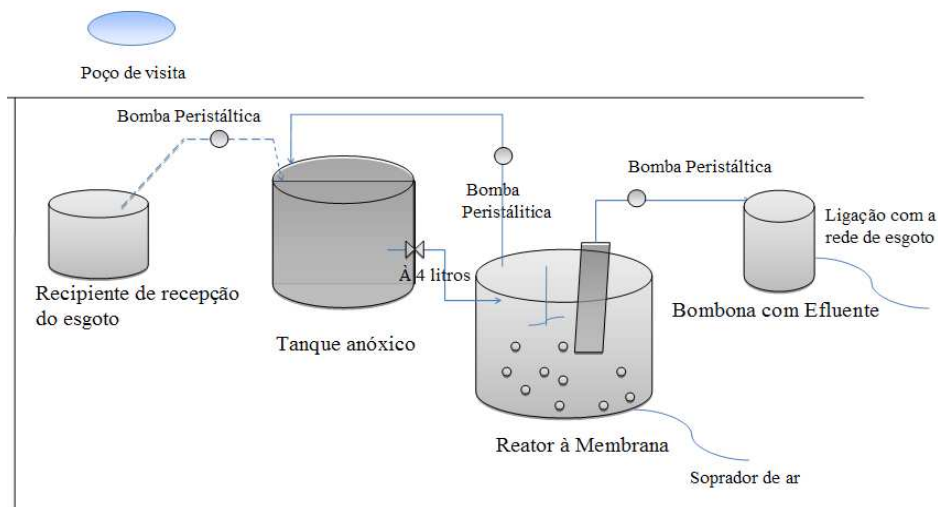 Poço de visita
Bomba Peristáltica
Bomba
Peristálitica
Bomba Peristáltica
Ligação com a
rede de esgoto
À 4 litros
Recipiente de recepção
do esgoto
Tanque anóxico
Bombona com Efluente
Reator à Membrana
Soprador de ar